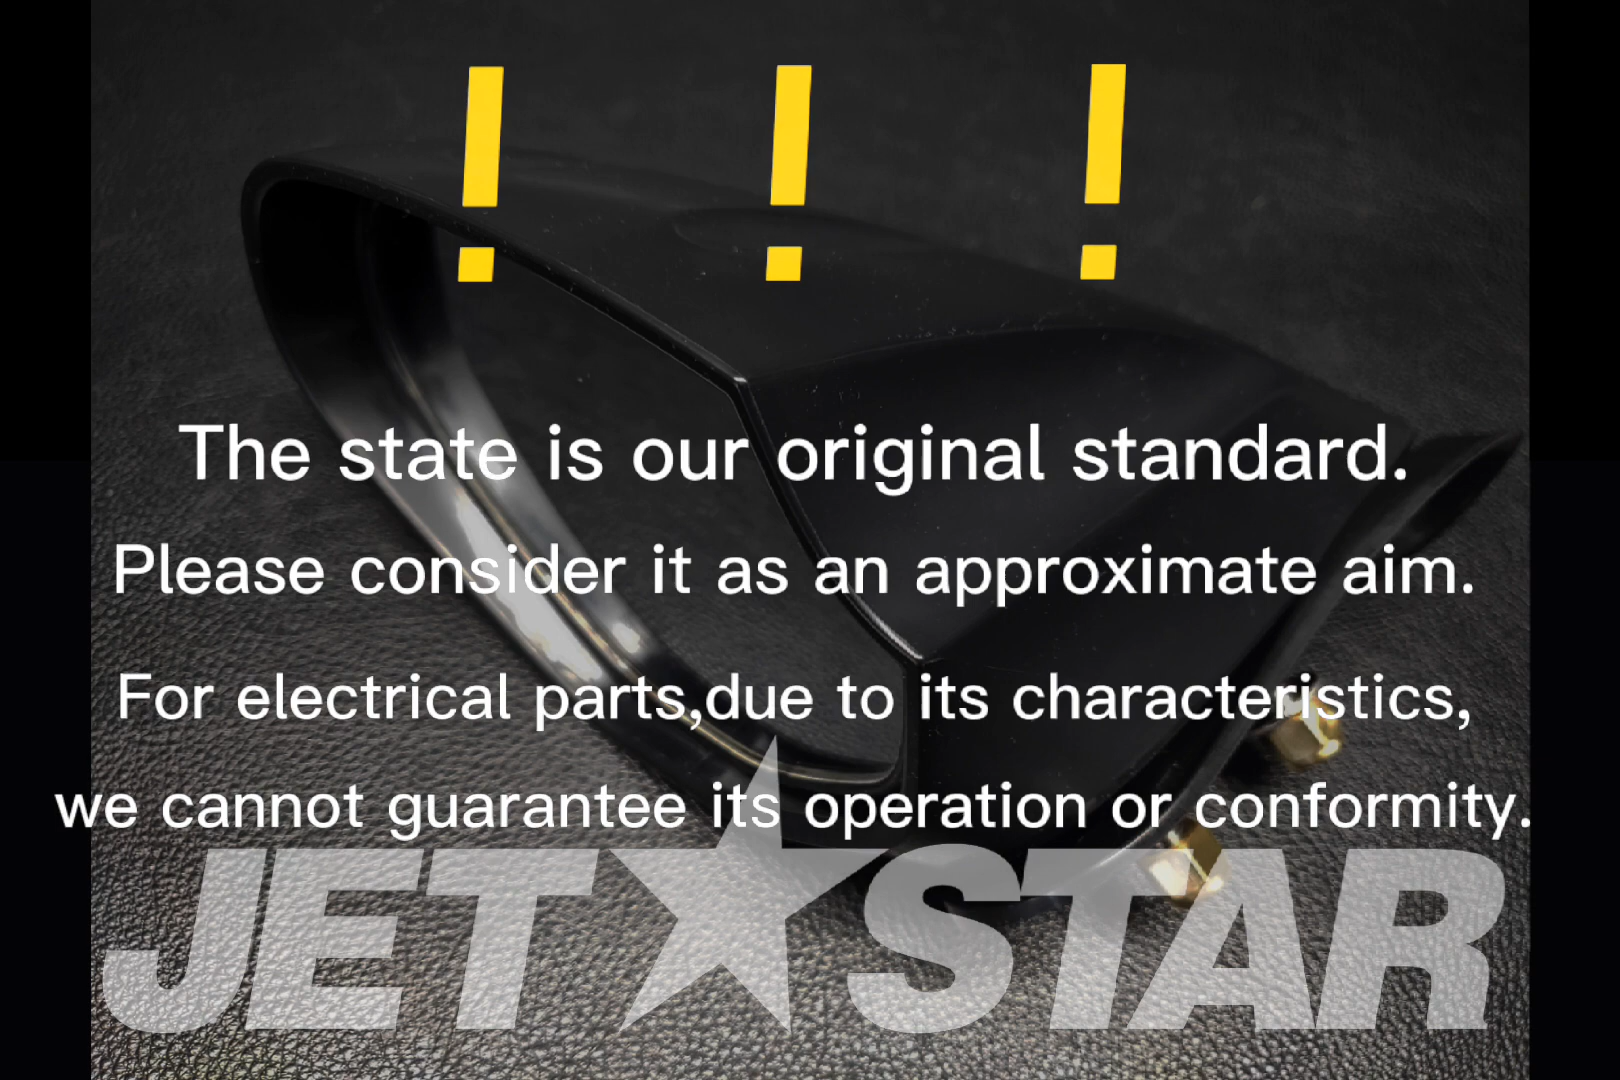 ! ! !
The state is our original standard.
Please consider it as an approximate aim.
For electrical parts,due to its characteristics,
we cannot guarantee its operation or conformity.
JET★STAR